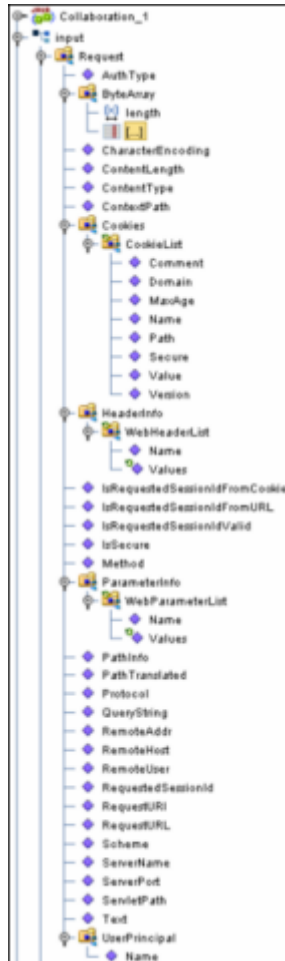 Collaboration_1
input
Request
AuthType
ByteArray
length
[...]
CharacterEncoding
ContentLength
ContentType
ContextPath
Cookies
CookieList
Comment
Domain
MaxAge
Name
Path
Secure
Value
Version
HeaderInfo
WebHeaderList
Name
Values
IsRequestedSessionIdFromCookie
IsRequestedSessionIdFromURL
IsRequestedSessionIdValid
IsSecure
Method
ParameterInfo
WebParameterList
Name
Values
PathInfo
PathTranslated
Protocol
QueryString
RemoteAddr
RemoteHost
RemoteUser
RequestedSessionId
RequestURI
RequestURL
Scheme
ServerName
ServerPort
ServletPath
Text
UserPrincipal
Name